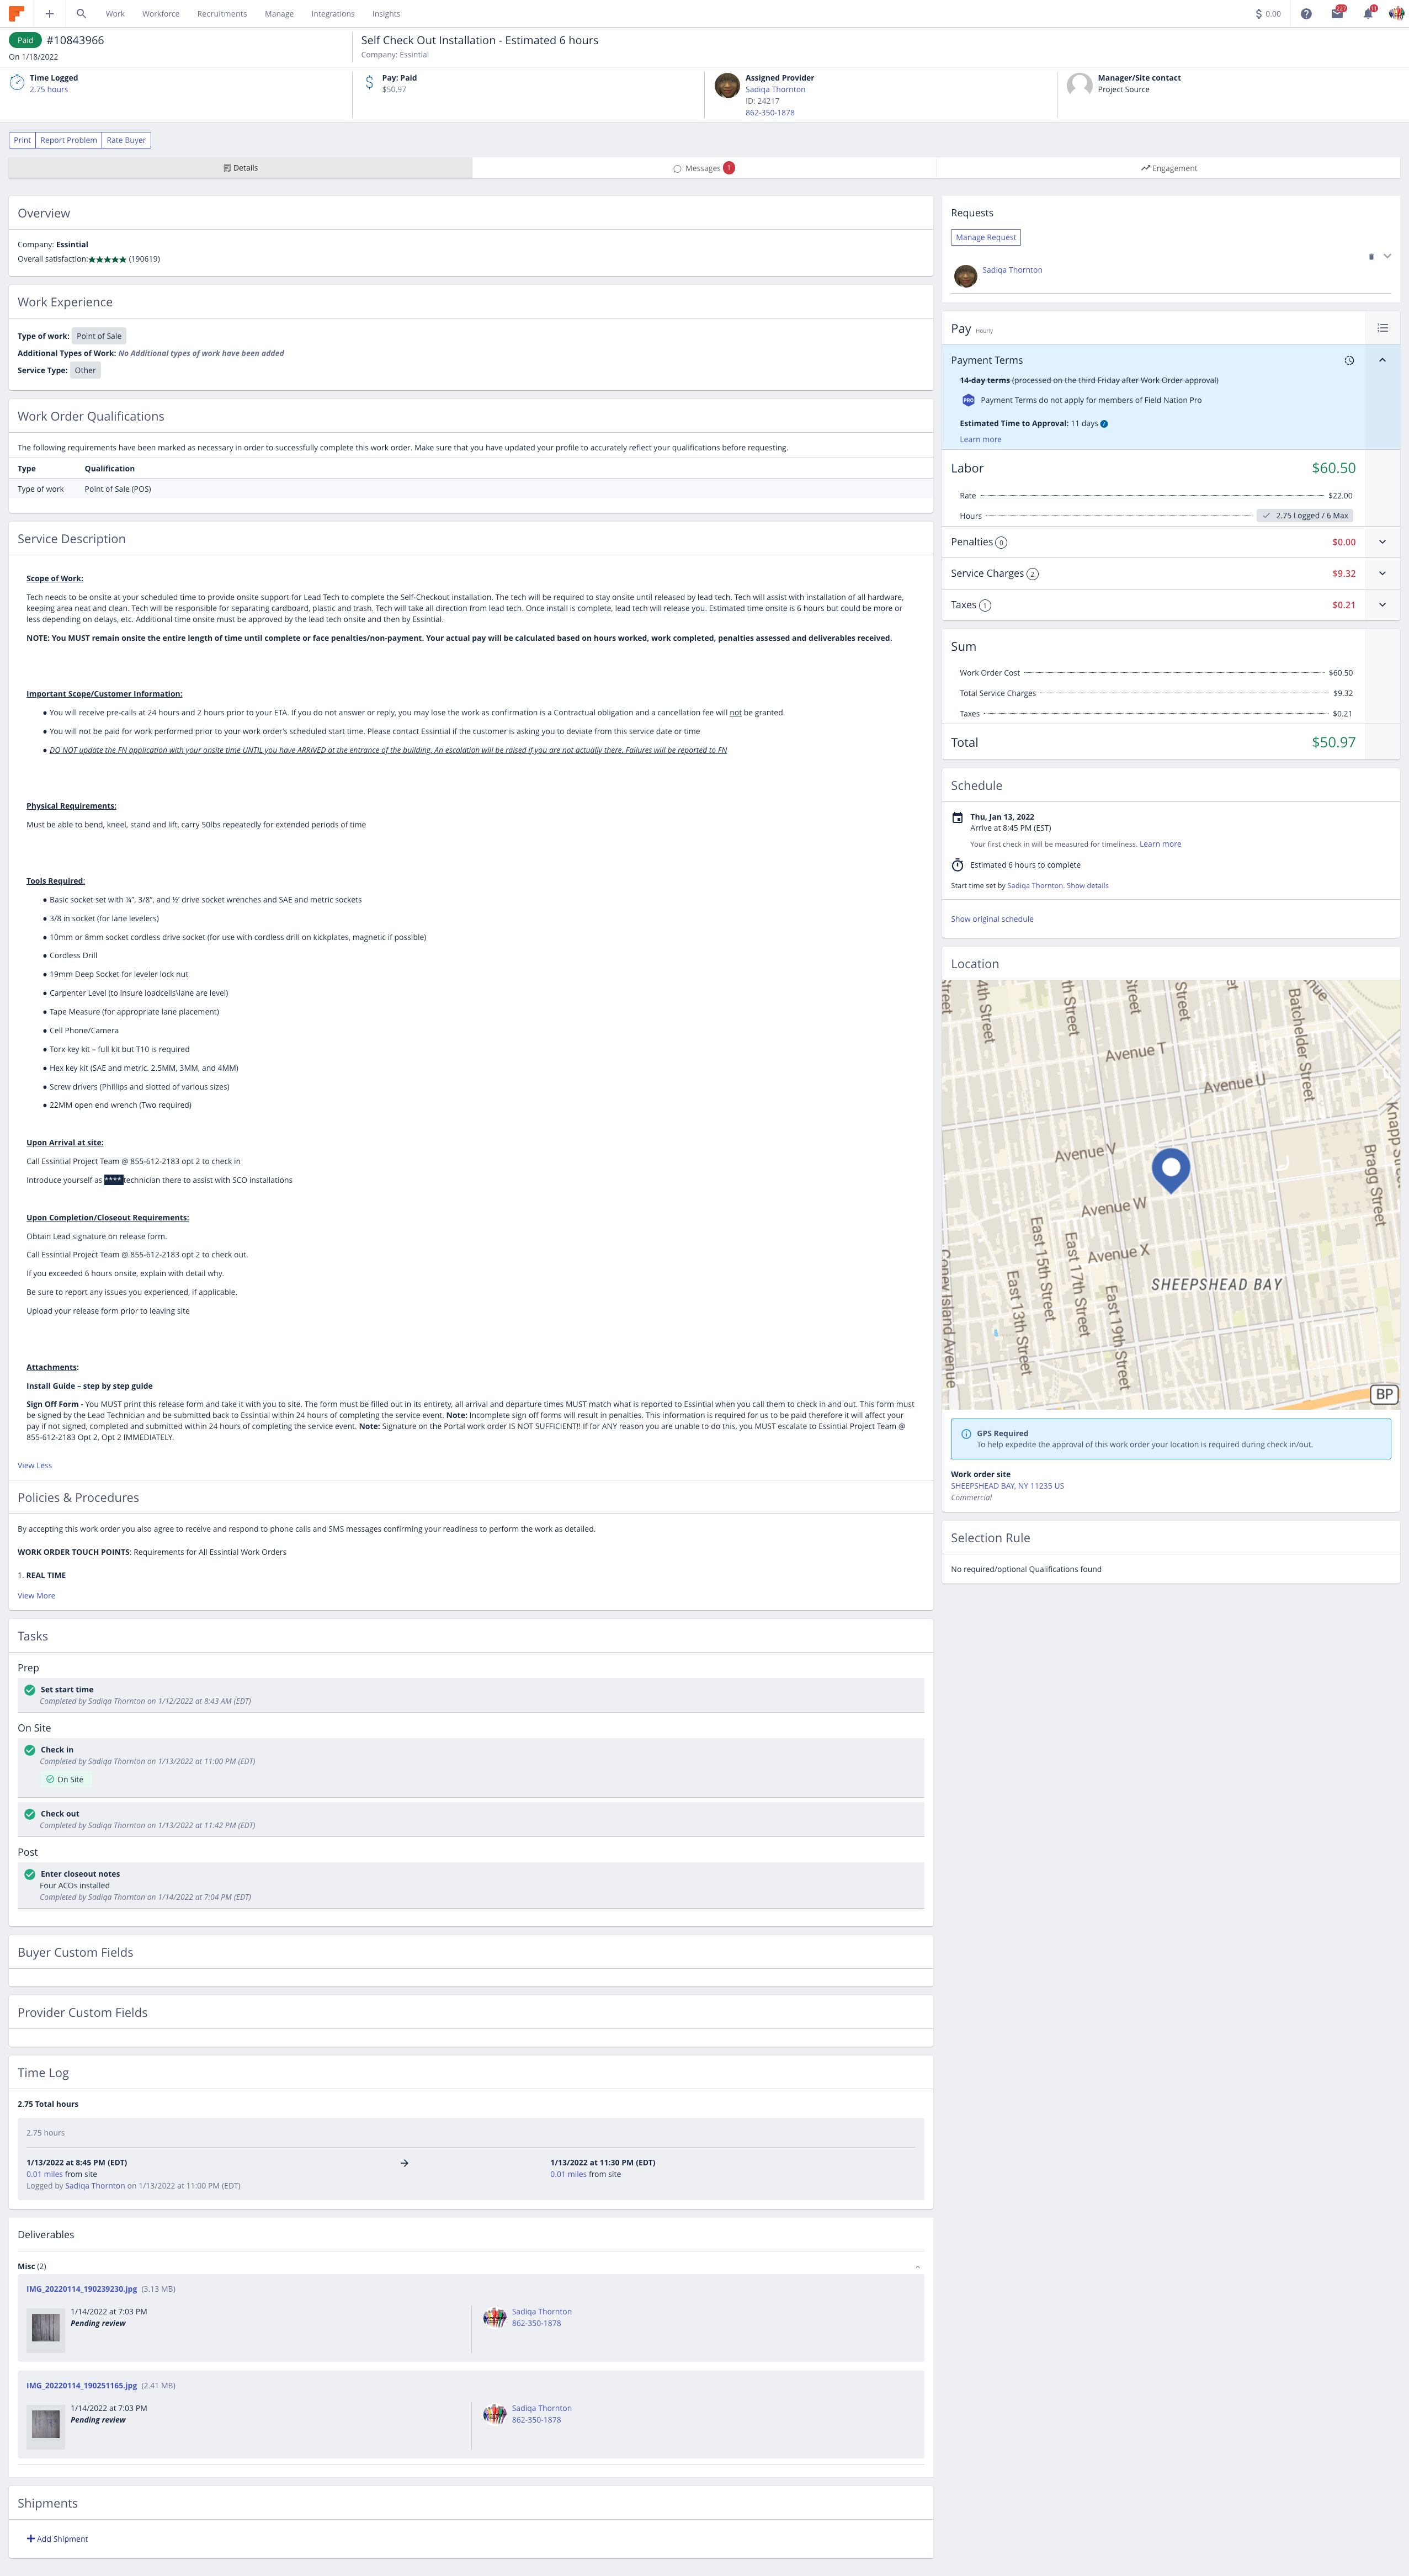 Work Workforce Recruitments Manage Integrations Insights
0.00 227 11
Paid #10843966
On 1/18/2022
Self Check Out Installation - Estimated 6 hours
Company: Essintial
Time Logged
2.75 hours
Pay: Paid
$50.97
Assigned Provider
Sadiqa Thornton
ID: 24217
862-350-1878
Manager/Site contact
Project Source
Print Report Problem Rate Buyer
Details
Messages 1
Engagement
Overview
Company: Essintial
Overall satisfaction:★★★★★ (190619)
Work Experience
Type of work: Point of Sale
Additional Types of Work: No Additional types of work have been added
Service Type: Other
Work Order Qualifications
The following requirements have been marked as necessary in order to successfully complete this work order. Make sure that you have updated your profile to accurately reflect your qualifications before requesting.
Type Qualification
Type of work Point of Sale (POS)
Service Description
Scope of Work:
Tech needs to be onsite at your scheduled time to provide onsite support for Lead Tech to complete the Self-Checkout installation. The tech will be required to stay onsite until released by lead tech. Tech will assist with installation of all hardware,
keeping area neat and clean. Tech will be responsible for separating cardboard, plastic and trash. Tech will take all direction from lead tech. Once install is complete, lead tech will release you. Estimated time onsite is 6 hours but could be more or
less depending on delays, etc. Additional time onsite must be approved by the lead tech onsite and then by Essintial.
NOTE: You MUST remain onsite the entire length of time until complete or face penalties/non-payment. Your actual pay will be calculated based on hours worked, work completed, penalties assessed and deliverables received.
Important Scope/Customer Information:
● You will receive pre-calls at 24 hours and 2 hours prior to your ETA. If you do not answer or reply, you may lose the work as confirmation is a Contractual obligation and a cancellation fee will not be granted.
● You will not be paid for work performed prior to your work order's scheduled start time. Please contact Essintial if the customer is asking you to deviate from this service date or time
● DO NOT update the FN application with your onsite time UNTIL you have ARRIVED at the entrance of the building. An escalation will be raised if you are not actually there. Failures will be reported to FN
Physical Requirements:
Must be able to bend, kneel, stand and lift, carry 50lbs repeatedly for extended periods of time
Tools Required:
● Basic socket set with ¼", 3/8", and ½' drive socket wrenches and SAE and metric sockets
● 3/8 in socket (for lane levelers)
● 10mm or 8mm socket cordless drive socket (for use with cordless drill on kickplates, magnetic if possible)
● Cordless Drill
● 19mm Deep Socket for leveler lock nut
● Carpenter Level (to insure loadcells\lane are level)
● Tape Measure (for appropriate lane placement)
● Cell Phone/Camera
● Torx key kit – full kit but T10 is required
● Hex key kit (SAE and metric. 2.5MM, 3MM, and 4MM)
● Screw drivers (Phillips and slotted of various sizes)
● 22MM open end wrench (Two required)
Upon Arrival at site:
Call Essintial Project Team @ 855-612-2183 opt 2 to check in
Introduce yourself as **** technician there to assist with SCO installations
Upon Completion/Closeout Requirements:
Obtain Lead signature on release form.
Call Essintial Project Team @ 855-612-2183 opt 2 to check out.
If you exceeded 6 hours onsite, explain with detail why.
Be sure to report any issues you experienced, if applicable.
Upload your release form prior to leaving site
Attachments:
Install Guide – step by step guide
Sign Off Form - You MUST print this release form and take it with you to site. The form must be filled out in its entirety, all arrival and departure times MUST match what is reported to Essintial when you call them to check in and out. This form must
be signed by the Lead Technician and be submitted back to Essintial within 24 hours of completing the service event. Note: Incomplete sign off forms will result in penalties. This information is required for us to be paid therefore it will affect your
pay if not signed, completed and submitted within 24 hours of completing the service event. Note: Signature on the Portal work order IS NOT SUFFICIENT!! If for ANY reason you are unable to do this, you MUST escalate to Essintial Project Team @
855-612-2183 Opt 2, Opt 2 IMMEDIATELY.
View Less
Policies & Procedures
By accepting this work order you also agree to receive and respond to phone calls and SMS messages confirming your readiness to perform the work as detailed.
WORK ORDER TOUCH POINTS: Requirements for All Essintial Work Orders
1. REAL TIME
View More
Tasks
Prep
Set start time
Completed by Sadiqa Thornton on 1/12/2022 at 8:43 AM (EDT)
On Site
Check in
Completed by Sadiqa Thornton on 1/13/2022 at 11:00 PM (EDT)
On Site
Check out
Completed by Sadiqa Thornton on 1/13/2022 at 11:42 PM (EDT)
Post
Enter closeout notes
Four ACOs installed
Completed by Sadiqa Thornton on 1/14/2022 at 7:04 PM (EDT)
Buyer Custom Fields
Provider Custom Fields
Time Log
2.75 Total hours
2.75 hours
1/13/2022 at 8:45 PM (EDT) 1/13/2022 at 11:30 PM (EDT)
0.01 miles from site 0.01 miles from site
Logged by Sadiqa Thornton on 1/13/2022 at 11:00 PM (EDT)
Deliverables
Misc (2)
IMG_20220114_190239230.jpg (3.13 MB)
1/14/2022 at 7:03 PM
Pending review
Sadiqa Thornton
862-350-1878
IMG_20220114_190251165.jpg (2.41 MB)
1/14/2022 at 7:03 PM
Pending review
Sadiqa Thornton
862-350-1878
Shipments
Add Shipment
Requests
Manage Request
Sadiqa Thornton
Pay Hourly
Payment Terms
14-day terms (processed on the third Friday after Work Order approval)
PRO Payment Terms do not apply for members of Field Nation Pro
Estimated Time to Approval: 11 days
Learn more
Labor $60.50
Rate $22.00
Hours 2.75 Logged / 6 Max
Penalties 0 $0.00
Service Charges 2 $9.32
Taxes 1 $0.21
Sum
Work Order Cost $60.50
Total Service Charges $9.32
Taxes $0.21
Total $50.97
Schedule
Thu, Jan 13, 2022
Arrive at 8:45 PM (EST)
Your first check in will be measured for timeliness. Learn more
Estimated 6 hours to complete
Start time set by Sadiqa Thornton. Show details
Show original schedule
Location
Street
4th Street
th Street
Street
Street
Batchelder Street
nue
Avenue T
Avenue U
Knapp Street
Avenue V
Bragg Street
Avenue W
Avenue X
East 15th Street
East 17th Street
SHEEPSHEAD BAY
Coney Island Avenue
East 13th Street
East 19th Street
BP
GPS Required
To help expedite the approval of this work order your location is required during check in/out.
Work order site
SHEEPSHEAD BAY, NY 11235 US
Commercial
Selection Rule
No required/optional Qualifications found